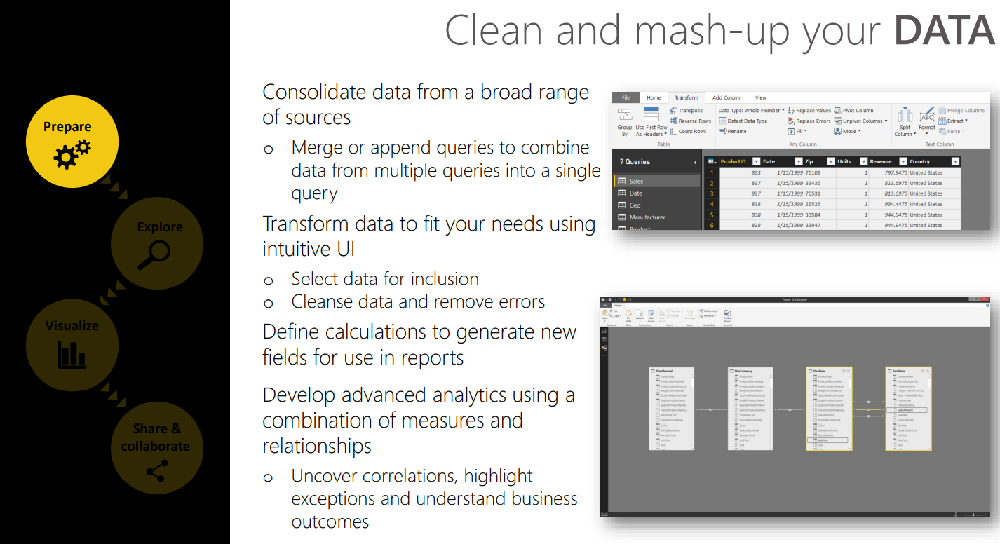 Clean and mash-up your DATA
Prepare
Explore
Visualize
Share &
collaborate
Consolidate data from a broad range
of sources
o Merge or append queries to combine
data from multiple queries into a single
query
Transform data to fit your needs using
intuitive UI
o Select data for inclusion
o Cleanse data and remove errors
Define calculations to generate new
fields for use in reports
Develop advanced analytics using a
combination of measures and
relationships
o Uncover correlations, highlight
exceptions and understand business
outcomes
File Home Transform Add Column View
Transpose Data Type: Whole Number Replace Values Pivot Column Merge Columns
Reverse Rows Detect Data Type Replace Errors Unpivot Columns ABC Extract
Group By Use First Row As Headers Count Rows Rename Fill Move Split Column Format Parse
Table Any Column Text Column
7 Queries ProductID Date Zip Units Revenue Country
1 833 1/15/1999 76108 1 797.9475 United States
Sales 2 837 1/15/1999 33436 1 813.6975 United States
Date 3 837 1/15/1999 76531 1 813.6975 United States
Geo 4 838 1/15/1999 29526 1 934.4475 United States
Manufacturer 5 838 1/15/1999 33584 1 944.9475 United States
Product 6 838 1/15/1999 33947 1 944.9475 United States
Power BI Designer
File Home
DimChannel DimCurrency DimDate FactSales